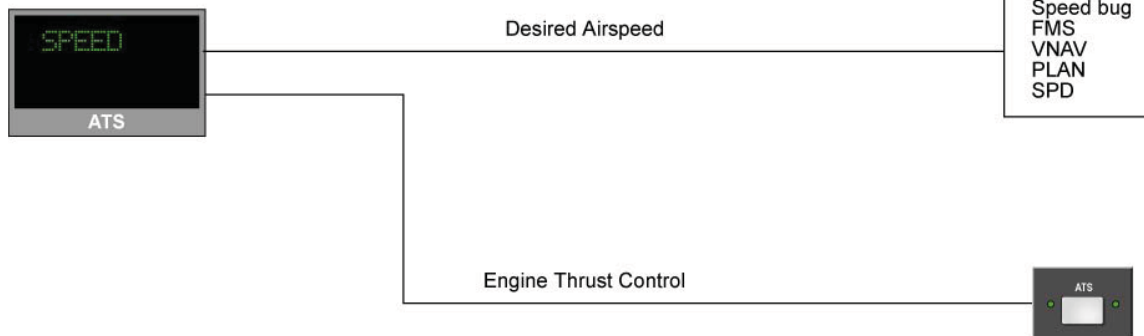 SPEED
ATS
Desired Airspeed
Speed bug
FMS
VNAV
PLAN
SPD
Engine Thrust Control
ATS